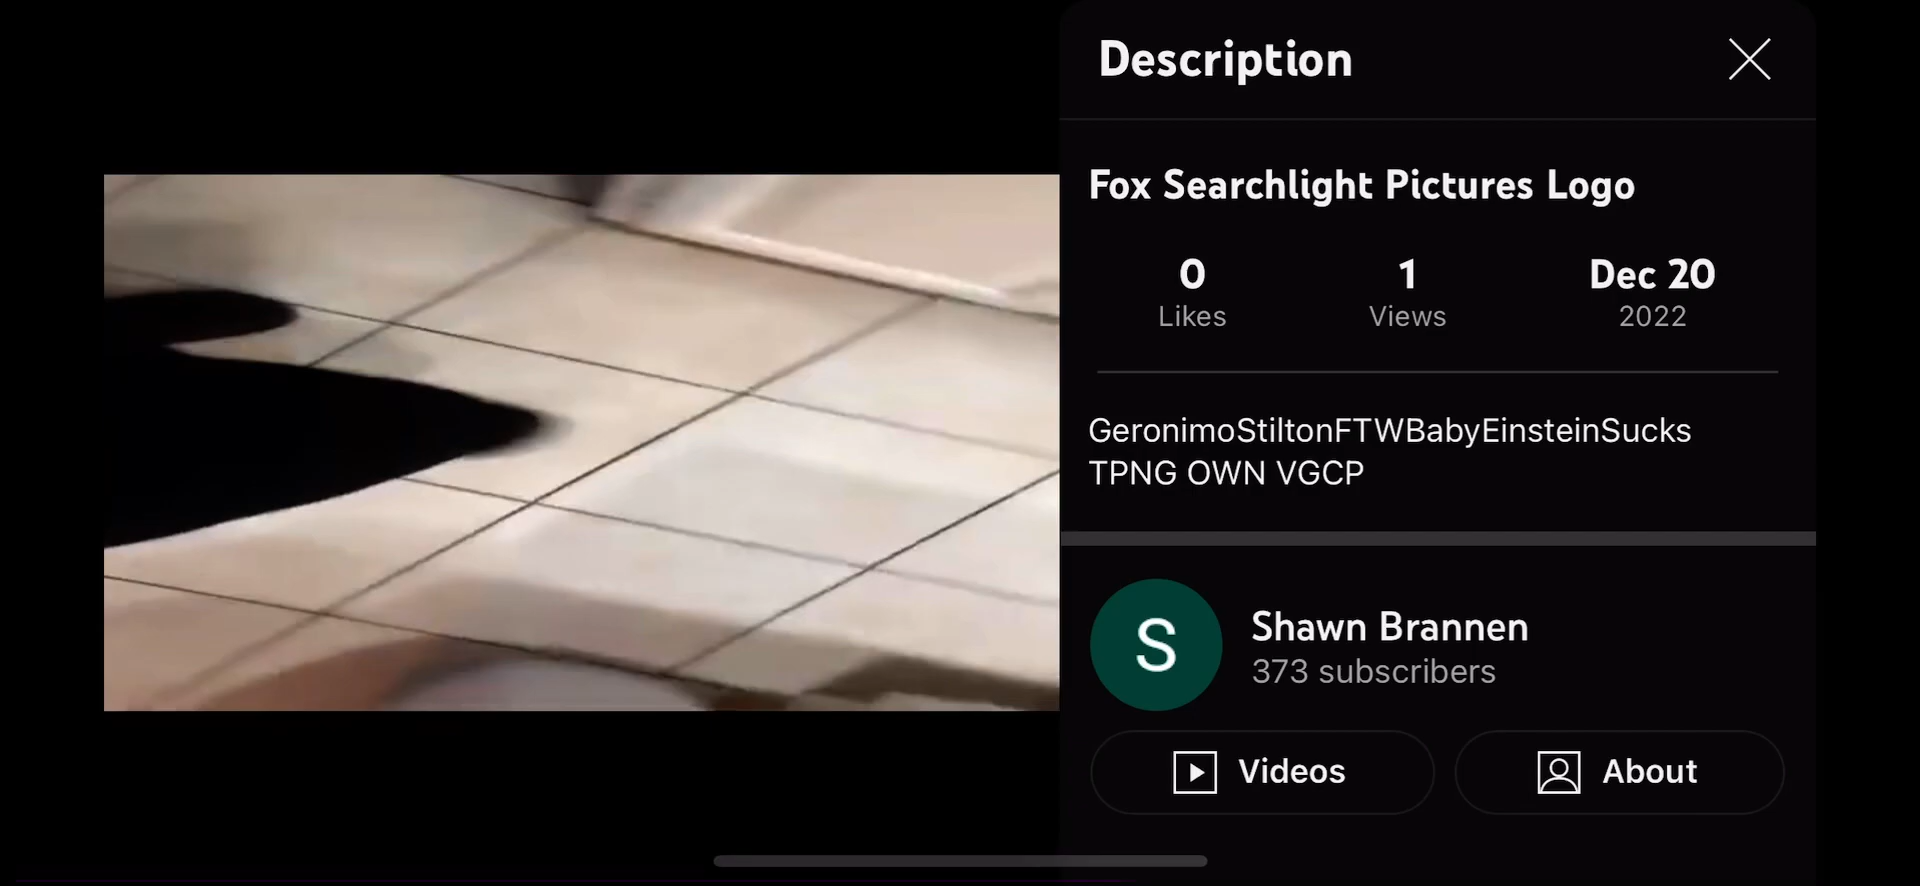 Description
Fox Searchlight Pictures Logo
0
Likes
1
Views
Dec 20
2022
GeronimoStiltonFTWBabyEinsteinSucks
TPNG OWN VGCP
S
Shawn Brannen
373 subscribers
Videos
About